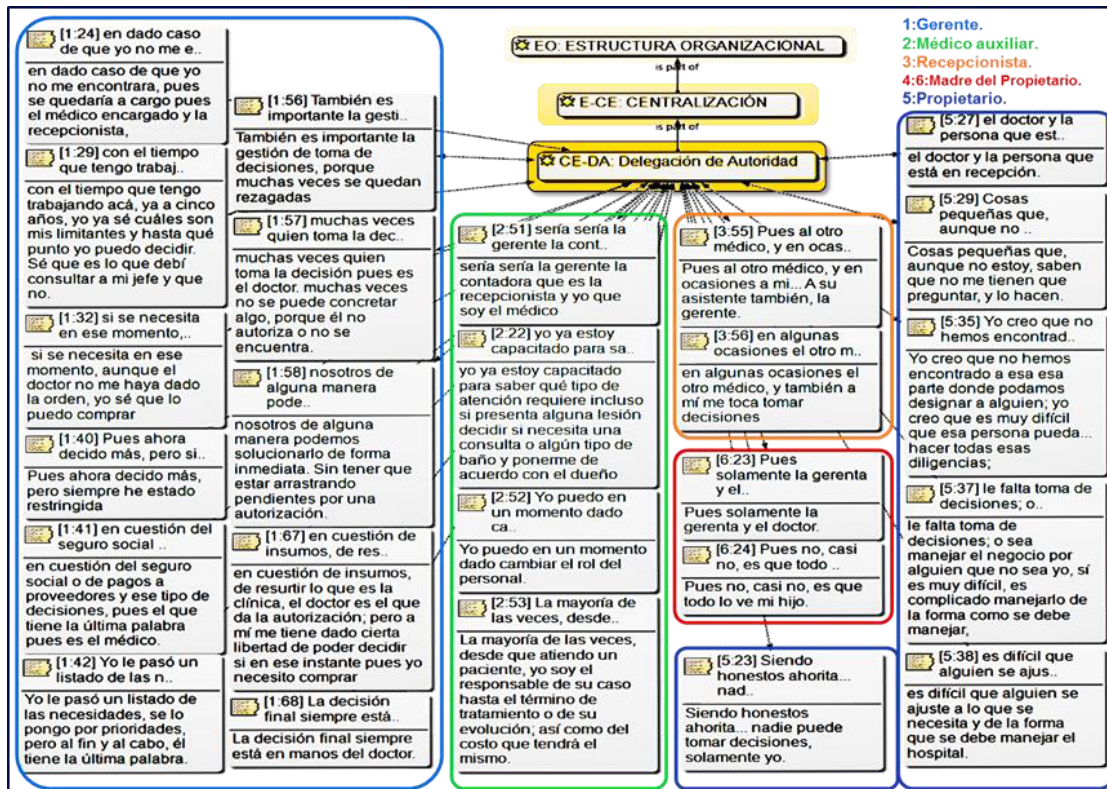 EO: ESTRUCTURA ORGANIZACIONAL
is part of
E-CE: CENTRALIZACIÓN
is part of
CE-DA: Delegación de Autoridad
1:Gerente.
2:Médico auxiliar.
3:Recepcionista.
4:6:Madre del Propietario.
5:Propietario.
[1:24] en dado caso
de que yo no me e..
en dado caso de que yo
no me encontrara, pues
se quedaría a cargo pues
el médico encargado y la
recepcionista,
[1:29] con el tiempo
que tengo trabaj..
con el tiempo que tengo
trabajando acá, ya a cinco
años, yo ya sé cuáles son
mis limitantes y hasta qué
punto yo puedo decidir.
Sé que es lo que debí
consultar a mi jefe y que
no.
[1:32] si se necesita
en ese momento,..
si se necesita en ese
momento, aunque el
doctor no me haya dado
la orden, yo sé que lo
puedo comprar
[1:40] Pues ahora
decido más, pero si..
Pues ahora decido más,
pero siempre he estado
restringida
[1:41] en cuestión del
seguro social ..
en cuestión del seguro
social o de pagos a
proveedores y ese tipo de
decisiones, pues el que
tiene la última palabra
pues es el médico.
[1:42] Yo le pasó un
listado de las n..
Yo le pasó un listado de
las necesidades, se lo
pongo por prioridades,
pero al fin y al cabo, él
tiene la última palabra.
[1:56] También es
importante la gesti..
También es importante la
gestión de toma de
decisiones, porque
muchas veces se quedan
rezagadas
[1:57] muchas veces
quien toma la dec..
muchas veces quien
toma la decisión pues es
el doctor. muchas veces
no se puede concretar
algo, porque él no
autoriza o no se
encuentra.
[1:58] nosotros de
alguna manera
pode..
nosotros de alguna
manera podemos
solucionarlo de forma
inmediata. Sin tener que
estar arrastrando
pendientes por una
autorización.
[1:67] en cuestión de
insumos, de res..
en cuestión de insumos,
de resurtir lo que es la
clínica, el doctor es el que
da la autorización; pero a
mí me tiene dado cierta
libertad de poder decidir
si en ese instante pues yo
necesito comprar
[1:68] La decisión
final siempre está..
La decisión final siempre
está en manos del doctor.
[2:51] sería sería la
gerente la cont..
sería sería la gerente la
contadora que es la
recepcionista y yo que
soy el médico
[2:22] yo ya estoy
capacitado para sa..
yo ya estoy capacitado
para saber qué tipo de
atención requiere incluso
si presenta alguna lesión
decidir si necesita una
consulta o algún tipo de
baño y ponerme de
acuerdo con el dueño
[2:52] Yo puedo en
un momento dado
ca..
Yo puedo en un momento
dado cambiar el rol del
personal.
[2:53] La mayoría de
las veces, desde..
La mayoría de las veces,
desde que atiendo un
paciente, yo soy el
responsable de su caso
hasta el término de
tratamiento o de su
evolución; así como del
costo que tendrá el
mismo.
[3:55] Pues al otro
médico, y en ocas..
Pues al otro médico, y en
ocasiones a mi... A su
asistente también, la
gerente.
[3:56] en algunas
ocasiones el otro m..
en algunas ocasiones el
otro médico, y también a
mí me toca tomar
decisiones
[6:23] Pues
solamente la gerenta
y el..
Pues solamente la
gerenta y el doctor.
[6:24] Pues no, casi
no, es que todo ..
Pues no, casi no, es que
todo lo ve mi hijo.
[5:23] Siendo
honestos ahorita...
nad..
Siendo honestos
ahorita... nadie puede
tomar decisiones,
solamente yo.
[5:27] el doctor y la
persona que est..
el doctor y la persona que
está en recepción.
[5:29] Cosas
pequeñas que,
aunque no ..
Cosas pequeñas que,
aunque no estoy, saben
que no me tienen que
preguntar, y lo hacen.
[5:35] Yo creo que no
hemos encontrad..
Yo creo que no hemos
encontrado a esa esa
parte donde podamos
designar a alguien; yo
creo que es muy difícil
que esa persona pueda...
hacer todas esas
diligencias;
[5:37] le falta toma de
decisiones; o..
le falta toma de
decisiones; o sea
manejar el negocio por
alguien que no sea yo, sí
es muy difícil, es
complicado manejarlo de
la forma como se debe
manejar,
[5:38] es difícil que
alguien se ajus..
es difícil que alguien se
ajuste a lo que se
necesita y de la forma
que se debe manejar el
hospital.